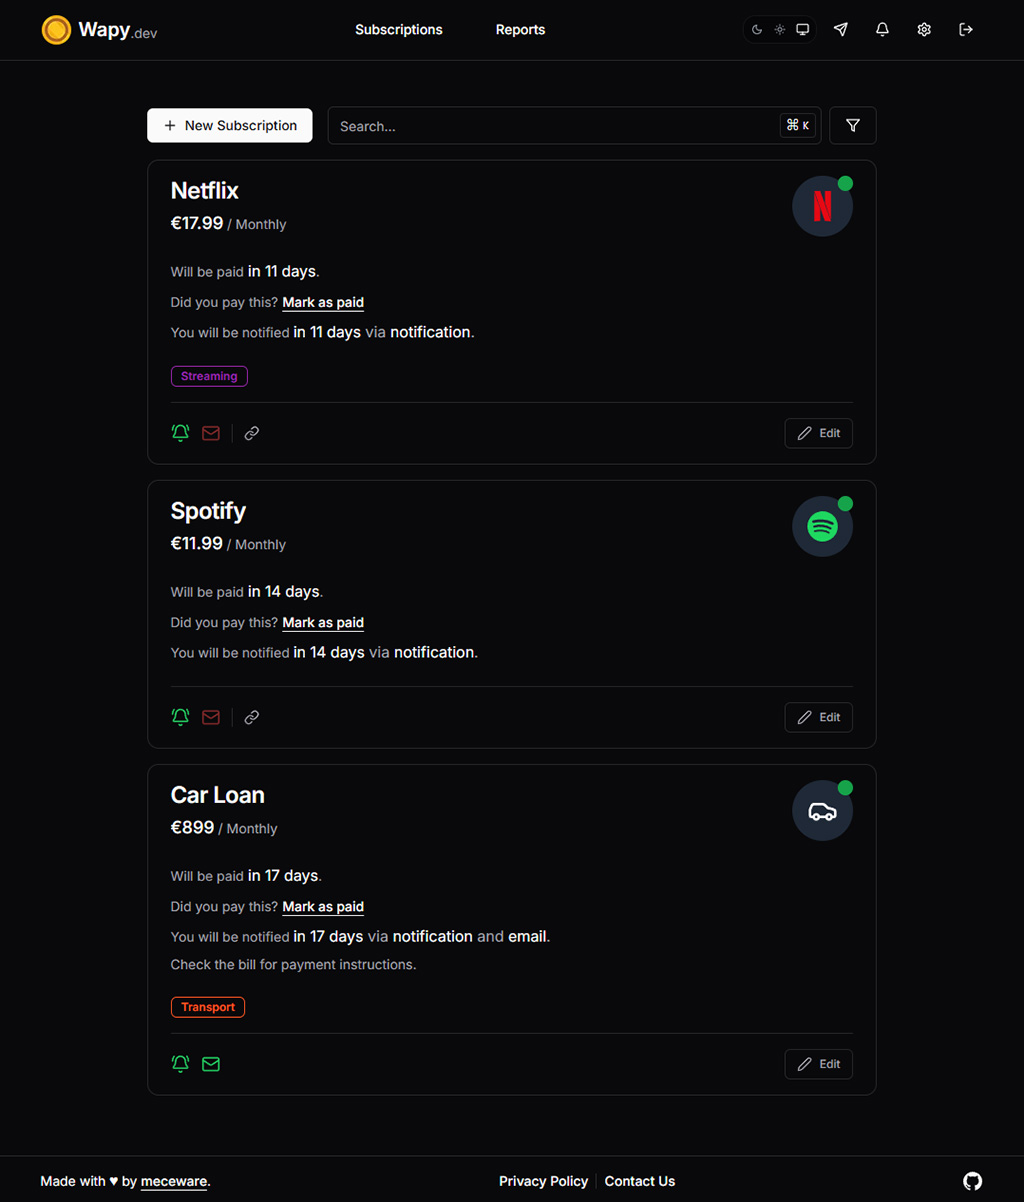 Wapy.dev
Subscriptions
Reports
+ New Subscription
Search...
⌘ K
Netflix
€17.99 / Monthly
Will be paid in 11 days.
Did you pay this? Mark as paid
You will be notified in 11 days via notification.
Streaming
Edit
Spotify
€11.99 / Monthly
Will be paid in 14 days.
Did you pay this? Mark as paid
You will be notified in 14 days via notification.
Edit
Car Loan
€899 / Monthly
Will be paid in 17 days.
Did you pay this? Mark as paid
You will be notified in 17 days via notification and email.
Check the bill for payment instructions.
Transport
Edit
Made with ♥ by meceware.
Privacy Policy
Contact Us